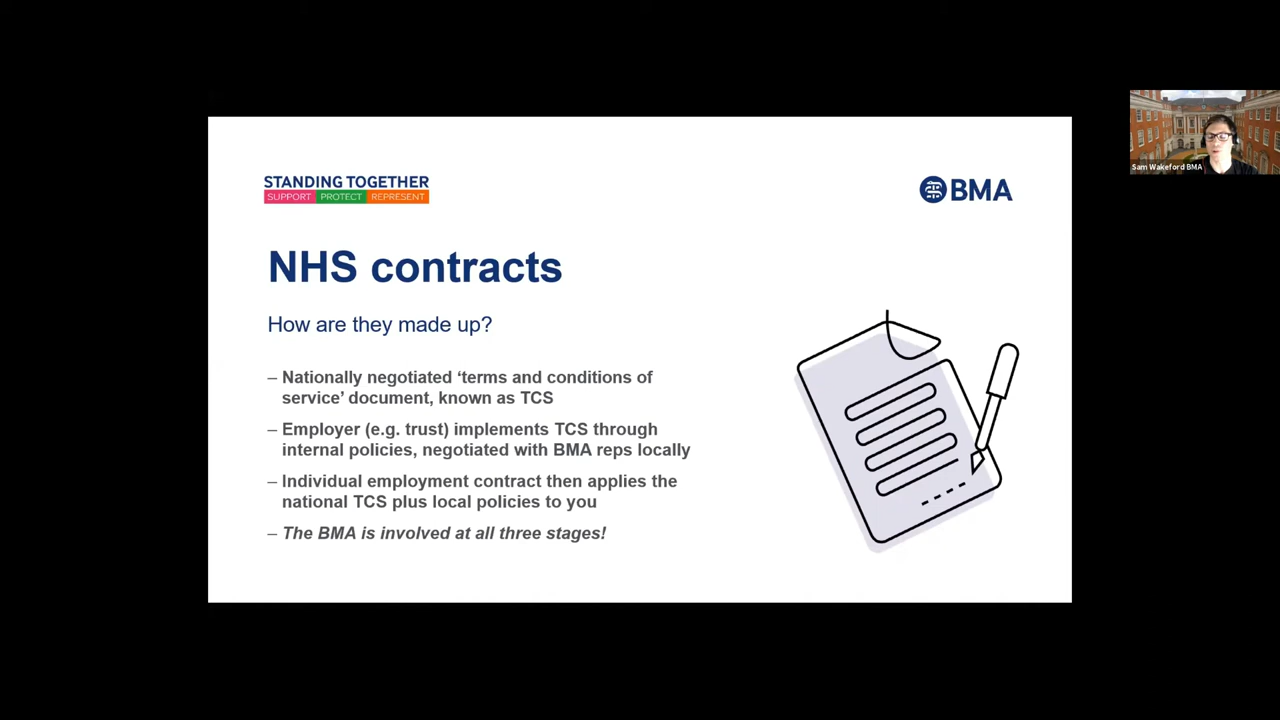 STANDING TOGETHER
SUPPORT PROTECT REPRESENT
BMA
NHS contracts
How are they made up?
– Nationally negotiated ‘terms and conditions of
service’ document, known as TCS
– Employer (e.g. trust) implements TCS through
internal policies, negotiated with BMA reps locally
– Individual employment contract then applies the
national TCS plus local policies to you
– The BMA is involved at all three stages!
Sam Wakeford BMA